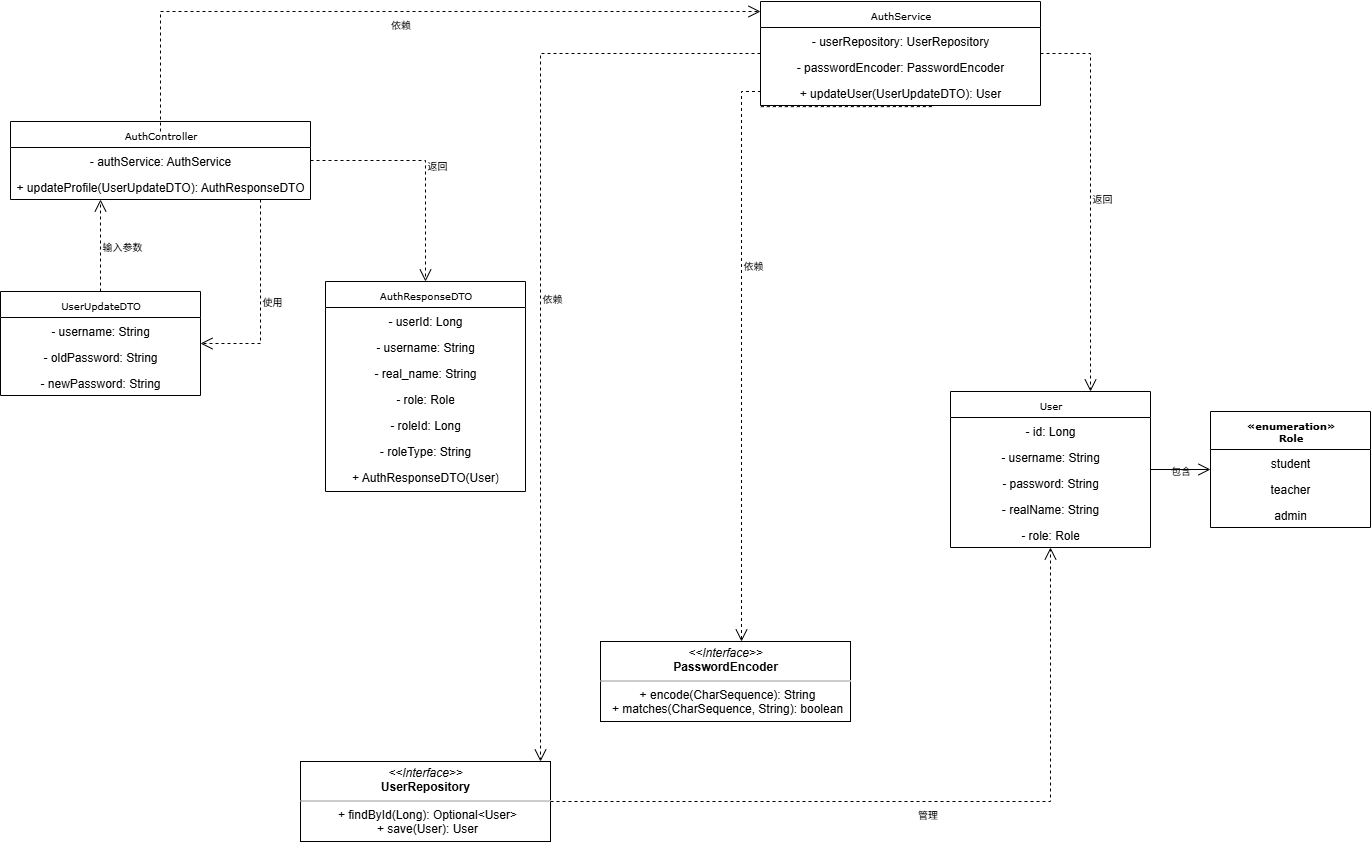 AuthService
- userRepository: UserRepository
- passwordEncoder: PasswordEncoder
+ updateUser(UserUpdateDTO): User
依赖
AuthController
- authService: AuthService
+ updateProfile(UserUpdateDTO): AuthResponseDTO
返回
返回
输入参数
依赖
使用
依赖
UserUpdateDTO
- username: String
- oldPassword: String
- newPassword: String
AuthResponseDTO
- userId: Long
- username: String
- real_name: String
- role: Role
- roleId: Long
- roleType: String
+ AuthResponseDTO(User)
User
- id: Long
- username: String
- password: String
- realName: String
- role: Role
包含
«enumeration»
Role
student
teacher
admin
<<Interface>>
PasswordEncoder
+ encode(CharSequence): String
+ matches(CharSequence, String): boolean
<<Interface>>
UserRepository
+ findById(Long): Optional<User>
+ save(User): User
管理